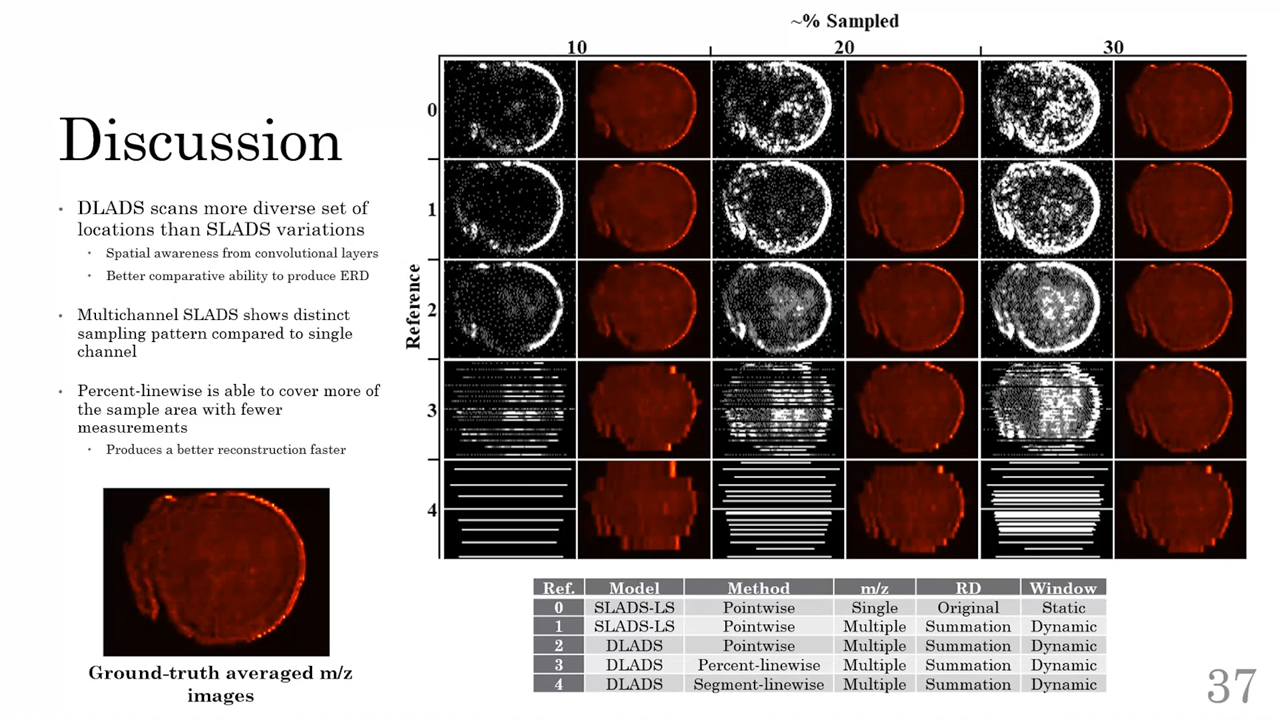 Discussion
• DLADS scans more diverse set of
locations than SLADS variations
• Spatial awareness from convolutional layers
• Better comparative ability to produce ERD
• Multichannel SLADS shows distinct
sampling pattern compared to single
channel
• Percent-linewise is able to cover more of
the sample area with fewer
measurements
• Produces a better reconstruction faster
Ground-truth averaged m/z
images
~% Sampled
10 20 30
Reference
0
1
2
3
4
Ref. Model Method m/z RD Window
0 SLADS-LS Pointwise Single Original Static
1 SLADS-LS Pointwise Multiple Summation Dynamic
2 DLADS Pointwise Multiple Summation Dynamic
3 DLADS Percent-linewise Multiple Summation Dynamic
4 DLADS Segment-linewise Multiple Summation Dynamic
37